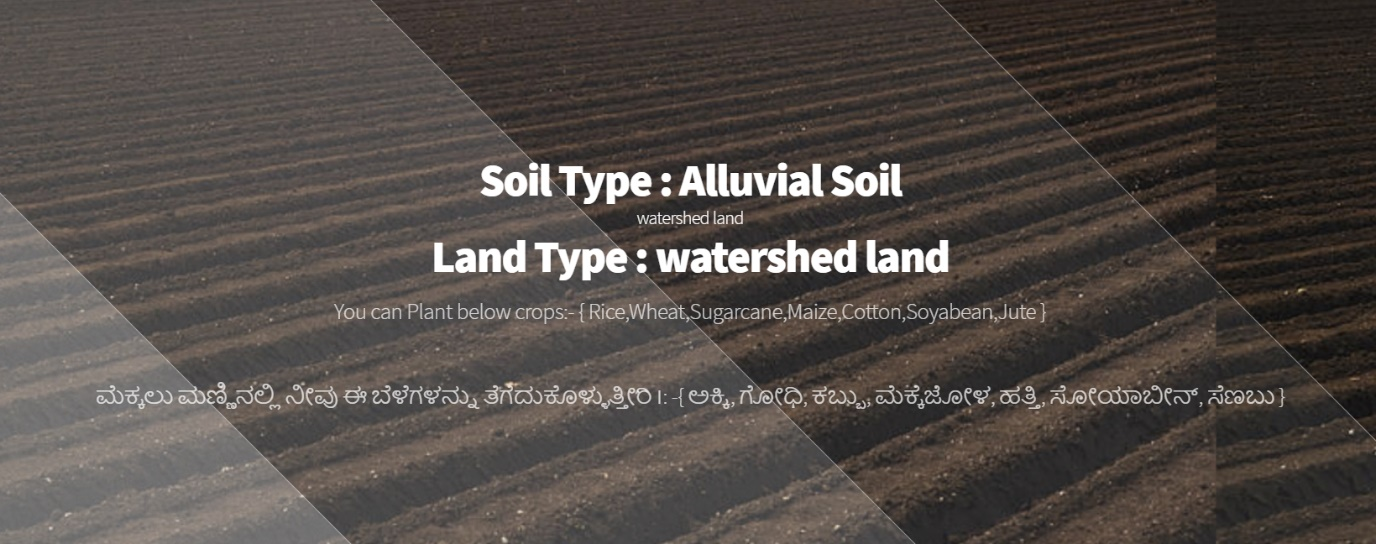 Soil Type : Alluvial Soil
watershed land
Land Type : watershed land
You can Plant below crops:- { Rice,Wheat,Sugarcane,Maize,Cotton,Soyabean,Jute }
ಮೆಕ್ಕಲು ಮಣ್ಣಿನಲ್ಲಿ ನೀವು ಈ ಬೆಳೆಗಳನ್ನು ತೆಗೆದುಕೊಳ್ಳುತ್ತೀರಿ।: -{ ಅಕ್ಕಿ, ಗೋಧಿ, ಕಬ್ಬು, ಮೆಕ್ಕೆಜೋಳ, ಹತ್ತಿ, ಸೋಯಾಬೀನ್, ಸೆಣಬು }